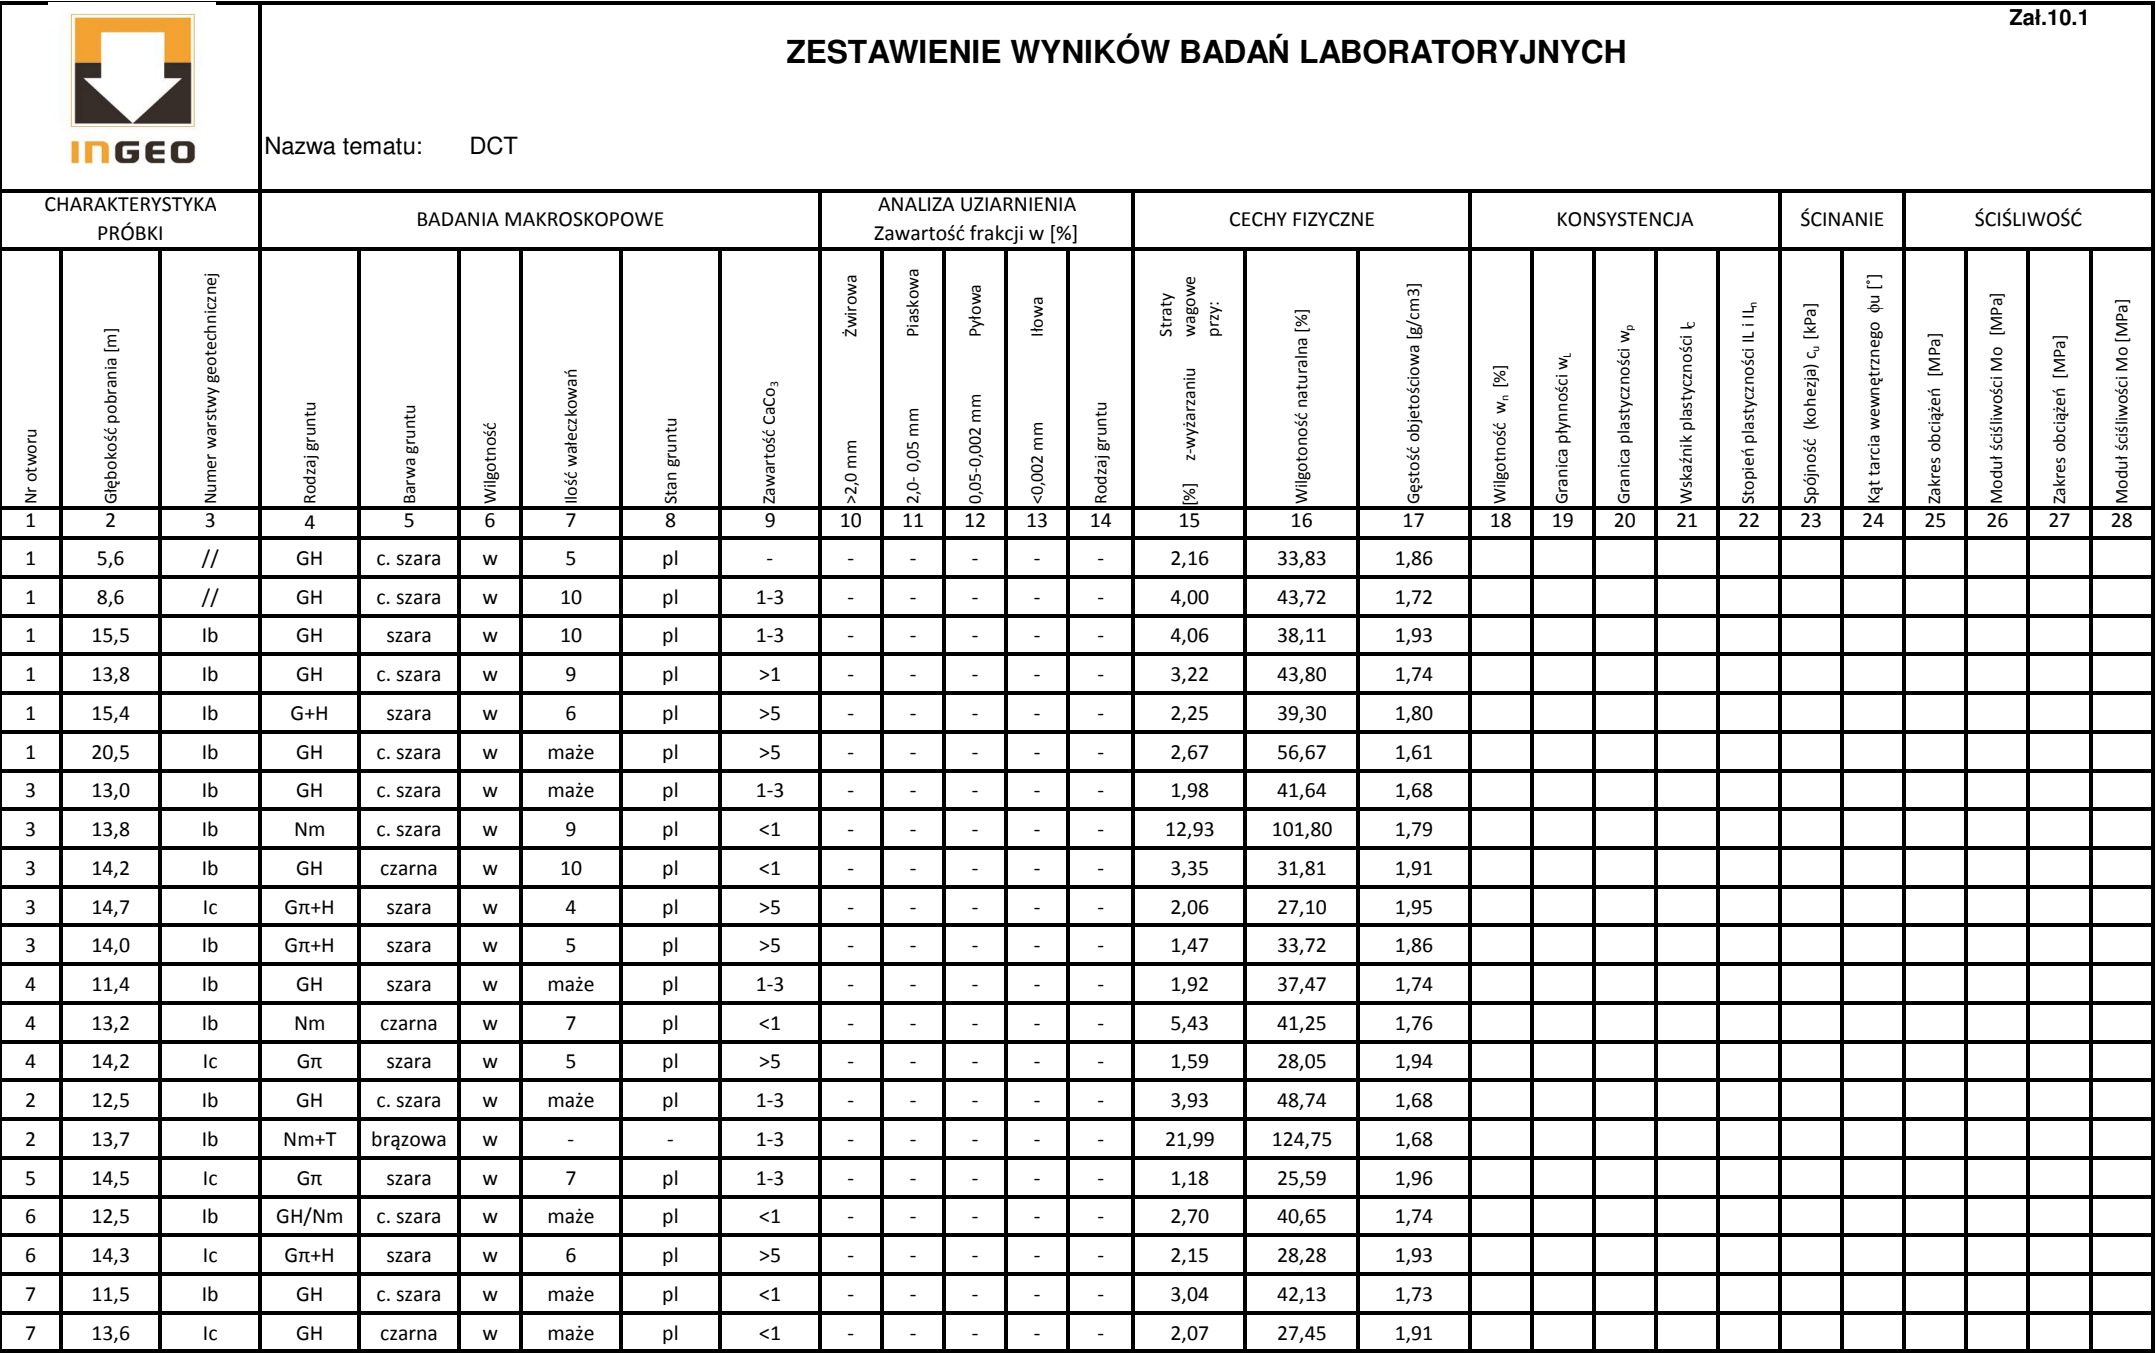 Zał.10.1
ZESTAWIENIE WYNIKÓW BADAŃ LABORATORYJNYCH
INGEO
Nazwa tematu: DCT
CHARAKTERYSTYKA PRÓBKI
BADANIA MAKROSKOPOWE
ANALIZA UZIARNIENIA
Zawartość frakcji w [%]
CECHY FIZYCZNE
KONSYSTENCJA
ŚCINANIE
ŚCIŚLIWOŚĆ
Nr otworu
Głębokość pobrania [m]
Numer warstwy geotechnicznej
Rodzaj gruntu
Barwa gruntu
Wilgotność
Ilość wałeczkowań
Stan gruntu
Zawartość CaCo₃
>2,0 mm Żwirowa
2,0- 0,05 mm Piaskowa
0,05-0,002 mm Pyłowa
<0,002 mm Iłowa
Rodzaj gruntu
Straty wagowe przy: z-wyżarzaniu [%]
Wilgotoność naturalna [%]
Gęstość objetościowa [g/cm3]
Wilgotność wₙ [%]
Granica płynności w_L
Granica plastyczności wₚ
Wskaźnik plastyczności I_C
Stopień plastyczności IL i ILₙ
Spójność (kohezja) cᵤ [kPa]
Kąt tarcia wewnętrznego ϕu [°]
Zakres obciążeń [MPa]
Moduł ściśliwości Mo [MPa]
Zakres obciążeń [MPa]
Moduł ściśliwości Mo [MPa]
1 2 3 4 5 6 7 8 9 10 11 12 13 14 15 16 17 18 19 20 21 22 23 24 25 26 27 28
1 5,6 // GH c. szara w 5 pl - - - - - - 2,16 33,83 1,86
1 8,6 // GH c. szara w 10 pl 1-3 - - - - - 4,00 43,72 1,72
1 15,5 Ib GH szara w 10 pl 1-3 - - - - - 4,06 38,11 1,93
1 13,8 Ib GH c. szara w 9 pl >1 - - - - - 3,22 43,80 1,74
1 15,4 Ib G+H szara w 6 pl >5 - - - - - 2,25 39,30 1,80
1 20,5 Ib GH c. szara w maże pl >5 - - - - - 2,67 56,67 1,61
3 13,0 Ib GH c. szara w maże pl 1-3 - - - - - 1,98 41,64 1,68
3 13,8 Ib Nm c. szara w 9 pl <1 - - - - - 12,93 101,80 1,79
3 14,2 Ib GH czarna w 10 pl <1 - - - - - 3,35 31,81 1,91
3 14,7 Ic Gπ+H szara w 4 pl >5 - - - - - 2,06 27,10 1,95
3 14,0 Ib Gπ+H szara w 5 pl >5 - - - - - 1,47 33,72 1,86
4 11,4 Ib GH szara w maże pl 1-3 - - - - - 1,92 37,47 1,74
4 13,2 Ib Nm czarna w 7 pl <1 - - - - - 5,43 41,25 1,76
4 14,2 Ic Gπ szara w 5 pl >5 - - - - - 1,59 28,05 1,94
2 12,5 Ib GH c. szara w maże pl 1-3 - - - - - 3,93 48,74 1,68
2 13,7 Ib Nm+T brązowa w - - 1-3 - - - - - 21,99 124,75 1,68
5 14,5 Ic Gπ szara w 7 pl 1-3 - - - - - 1,18 25,59 1,96
6 12,5 Ib GH/Nm c. szara w maże pl <1 - - - - - 2,70 40,65 1,74
6 14,3 Ic Gπ+H szara w 6 pl >5 - - - - - 2,15 28,28 1,93
7 11,5 Ib GH c. szara w maże pl <1 - - - - - 3,04 42,13 1,73
7 13,6 Ic GH czarna w maże pl <1 - - - - - 2,07 27,45 1,91